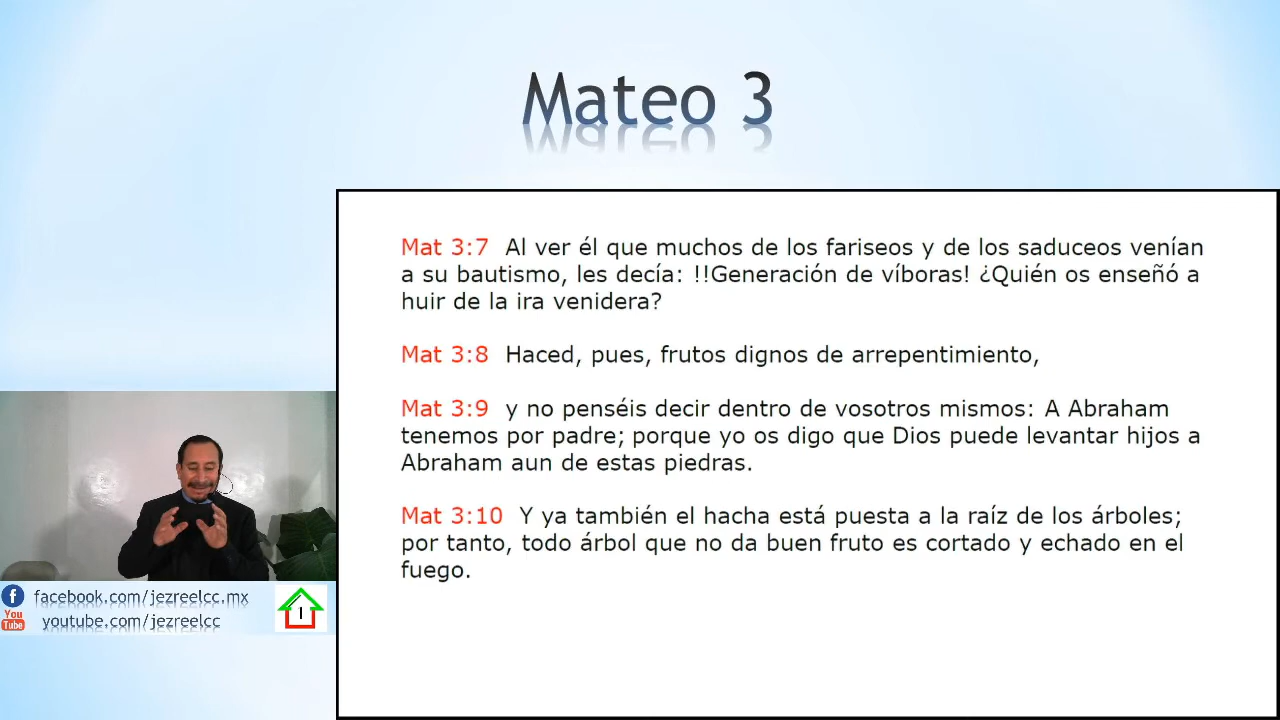 Mateo 3
Mat 3:7 Al ver él que muchos de los fariseos y de los saduceos venían
a su bautismo, les decía: !!Generación de víboras! ¿Quién os enseñó a
huir de la ira venidera?
Mat 3:8 Haced, pues, frutos dignos de arrepentimiento,
Mat 3:9 y no penséis decir dentro de vosotros mismos: A Abraham
tenemos por padre; porque yo os digo que Dios puede levantar hijos a
Abraham aun de estas piedras.
Mat 3:10 Y ya también el hacha está puesta a la raíz de los árboles;
por tanto, todo árbol que no da buen fruto es cortado y echado en el
fuego.
f facebook.com/jezreelcc.mx
You
Tube youtube.com/jezreelcc